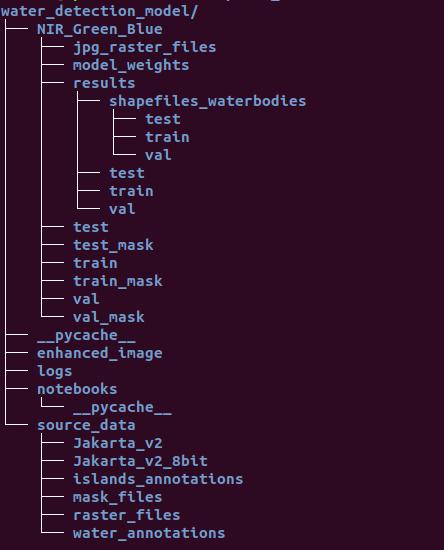 water_detection_model/
├── NIR_Green_Blue
│   ├── jpg_raster_files
│   ├── model_weights
│   ├── results
│   │   ├── shapefiles_waterbodies
│   │   │   ├── test
│   │   │   ├── train
│   │   │   └── val
│   │   ├── test
│   │   ├── train
│   │   └── val
│   ├── test
│   ├── test_mask
│   ├── train
│   ├── train_mask
│   ├── val
│   └── val_mask
├── __pycache__
├── enhanced_image
├── logs
├── notebooks
│   └── __pycache__
└── source_data
    ├── Jakarta_v2
    ├── Jakarta_v2_8bit
    ├── islands_annotations
    ├── mask_files
    ├── raster_files
    └── water_annotations